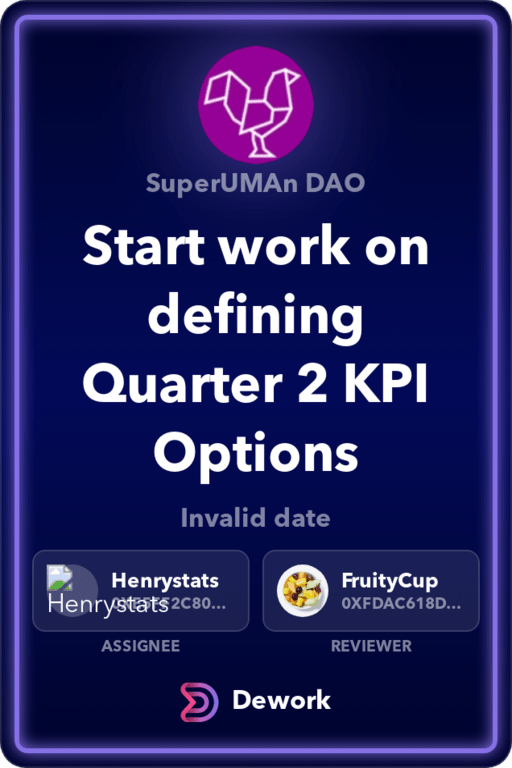 SuperUMAn DAO
Start work on
defining
Quarter 2 KPI
Options
Invalid date
Henrystats
Henrystats
FruityCup
0XFDAC618D...
ASSIGNEE
REVIEWER
Dework